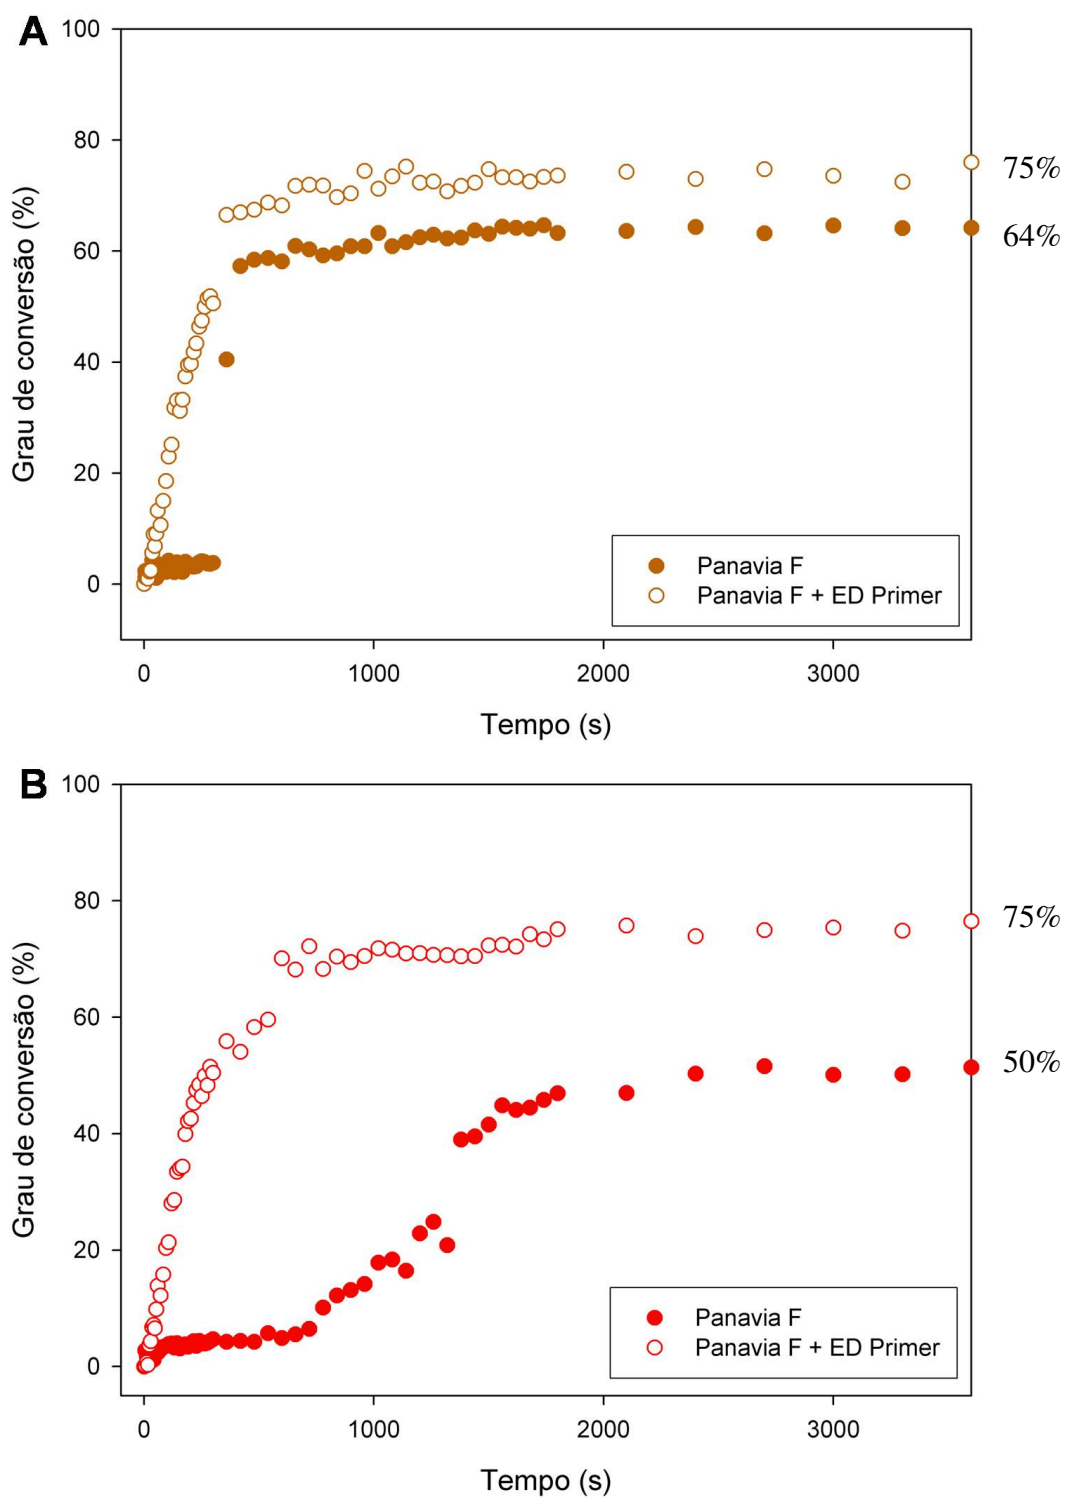 A
100
80
60
40
20
0
Grau de conversão (%)
75%
64%
Panavia F
Panavia F + ED Primer
0 1000 2000 3000
Tempo (s)
B
100
80
60
40
20
0
Grau de conversão (%)
75%
50%
Panavia F
Panavia F + ED Primer
0 1000 2000 3000
Tempo (s)